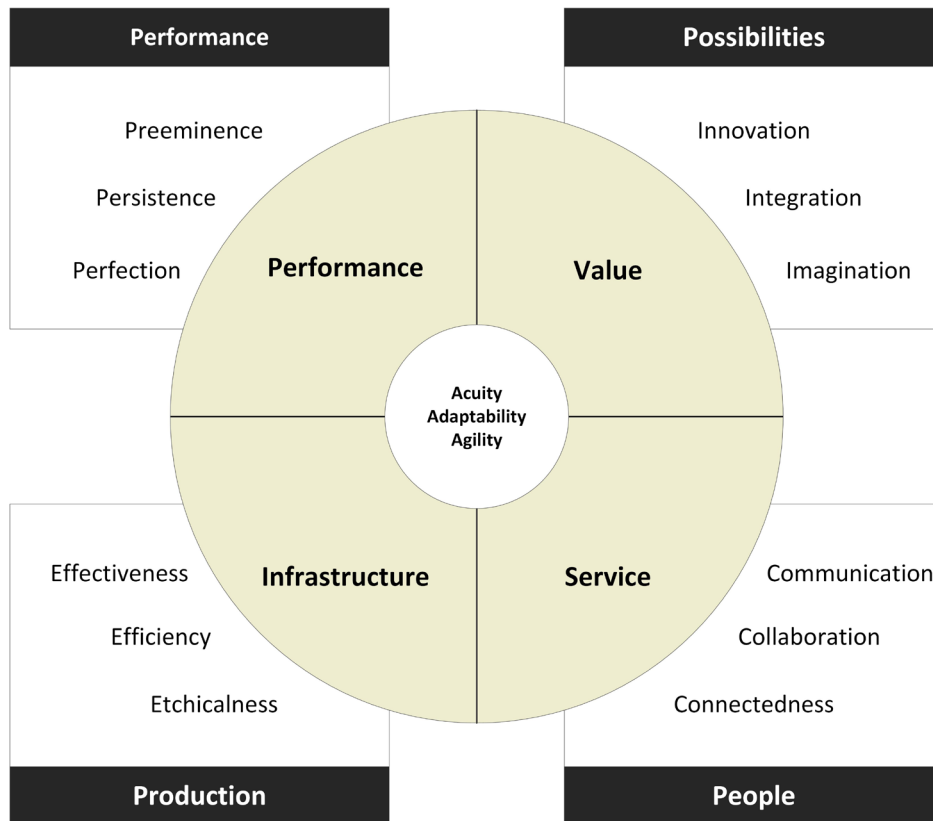 Performance
Possibilities
Preeminence
Innovation
Persistence
Integration
Perfection
Performance
Value
Imagination
Acuity
Adaptability
Agility
Effectiveness
Infrastructure
Service
Communication
Efficiency
Collaboration
Etchicalness
Connectedness
Production
People